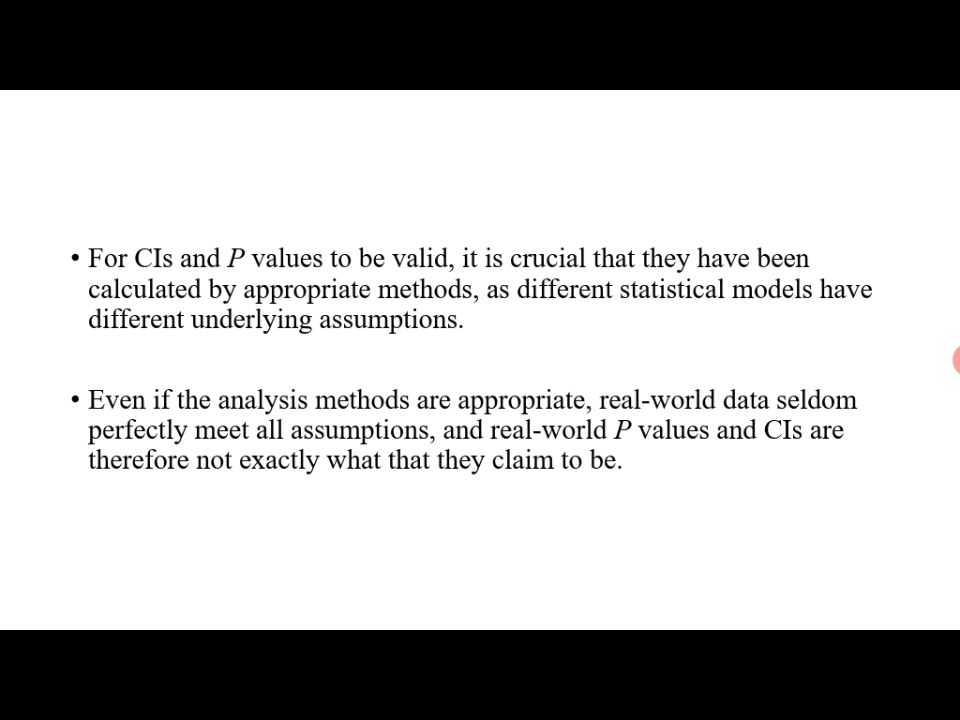 • For CIs and P values to be valid, it is crucial that they have been
calculated by appropriate methods, as different statistical models have
different underlying assumptions.
• Even if the analysis methods are appropriate, real-world data seldom
perfectly meet all assumptions, and real-world P values and CIs are
therefore not exactly what that they claim to be.